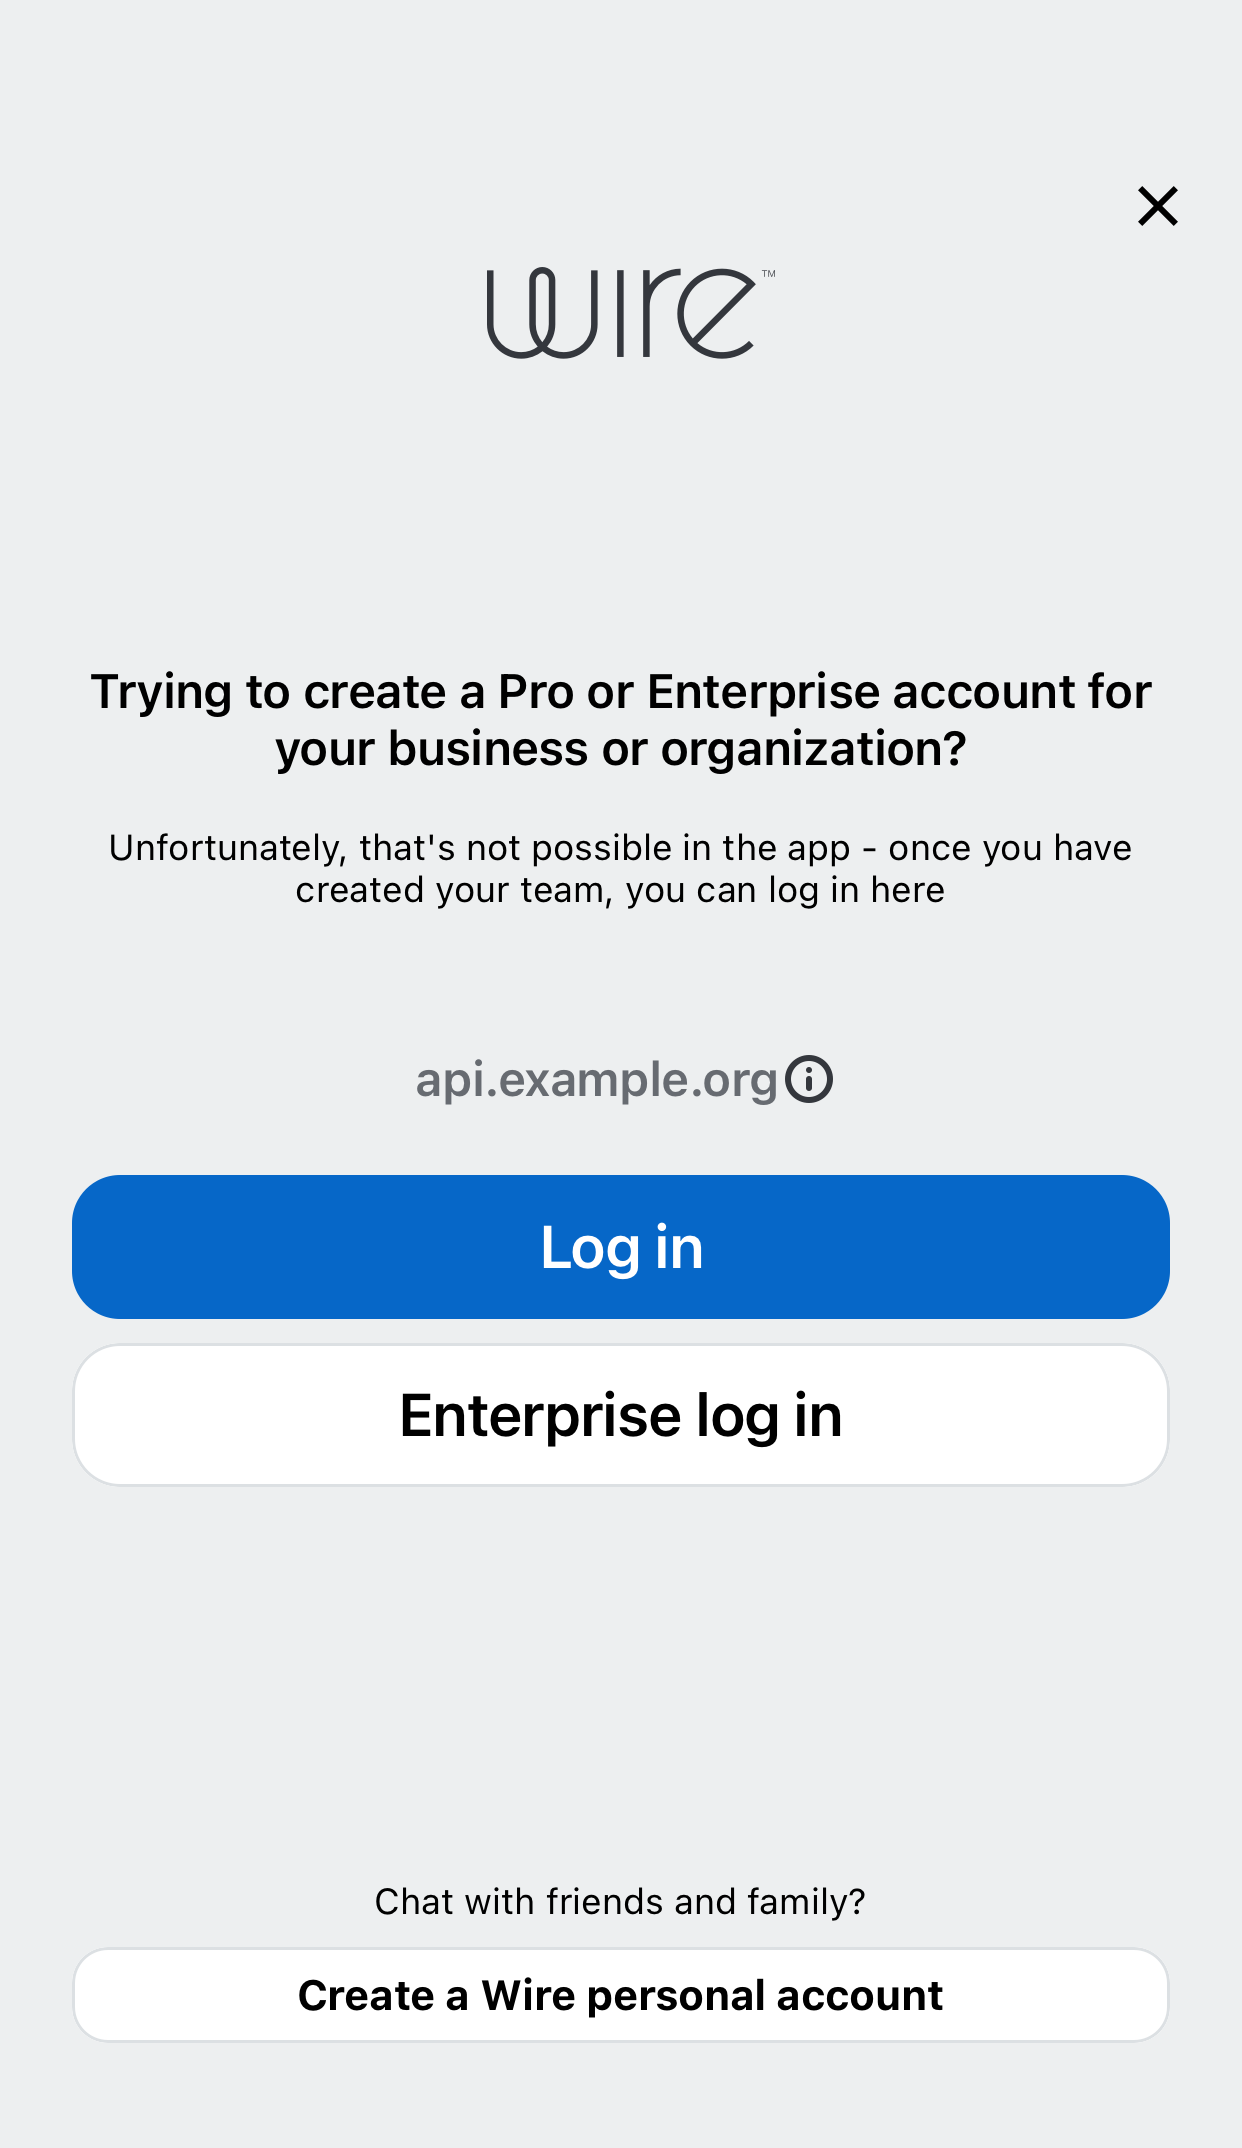 wire™
Trying to create a Pro or Enterprise account for
your business or organization?
Unfortunately, that's not possible in the app - once you have
created your team, you can log in here
api.example.org
Log in
Enterprise log in
Chat with friends and family?
Create a Wire personal account